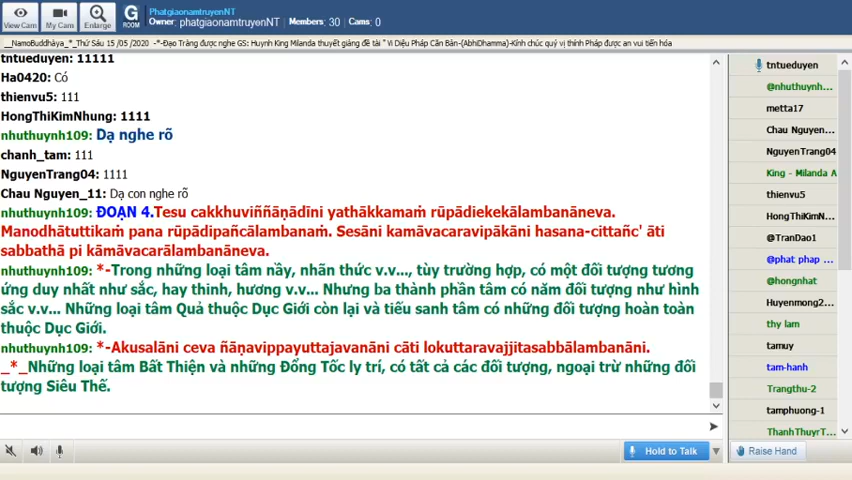 PhatgiaonamtruyenNT
Owner: phatgiaonamtruyenNT Members: 30 Cams: 0
View Cam
My Cam
Enlarge
G
ROOM
__NamoBuddhàya_*_Thứ Sáu 15 /05 /2020 -*-Đạo Tràng được nghe GS: Huynh King Milanda thuyết giảng đề tài " Vi Diệu Pháp Căn Bản-(AbhiDhamma)-Kính chúc quý vị thính Pháp được an vui tiến hóa
tntueduyen: 11111
Ha0420: Có
thienvu5: 111
HongThiKimNhung: 1111
nhuthuynh109: Dạ nghe rõ
chanh_tam: 111
NguyenTrang04: 1111
Chau Nguyen_11: Dạ con nghe rõ
nhuthuynh109: ĐOẠN 4.Tesu cakkhuviññāṇādīni yathākkamaṁ rūpādiekekālambanāneva.
Manodhātuttikaṁ pana rūpādipañcālambanaṁ. Sesāni kamāvacaravipākāni hasana-cittañc' āti
sabbathā pi kāmāvacarālambanāneva.
nhuthuynh109: *-Trong những loại tâm nầy, nhãn thức v.v..., tùy trường hợp, có một đối tượng tương
ứng duy nhất như sắc, hay thinh, hương v.v... Nhưng ba thành phần tâm có năm đối tượng như hình
sắc v.v... Những loại tâm Quả thuộc Dục Giới còn lại và tiếu sanh tâm có những đối tượng hoàn toàn
thuộc Dục Giới.
nhuthuynh109: *-Akusalāni ceva ñāṇavippayuttajavanāni cāti lokuttaravajjitasabbālambanāni.
_*_Những loại tâm Bất Thiện và những Đổng Tốc ly trí, có tất cả các đối tượng, ngoại trừ những đối
tượng Siêu Thế.
tntueduyen
@nhuthuynh...
metta17
Chau Nguyen...
NguyenTrang04
King - Milanda A
thienvu5
HongThiKimN...
@TranDao1
@phat phap ...
@hongnhat
Huyenmong2...
thy lam
tamuy
tam-hanh
Trangthu-2
tamphuong-1
ThanhThuyrT...
Hold to Talk
Raise Hand